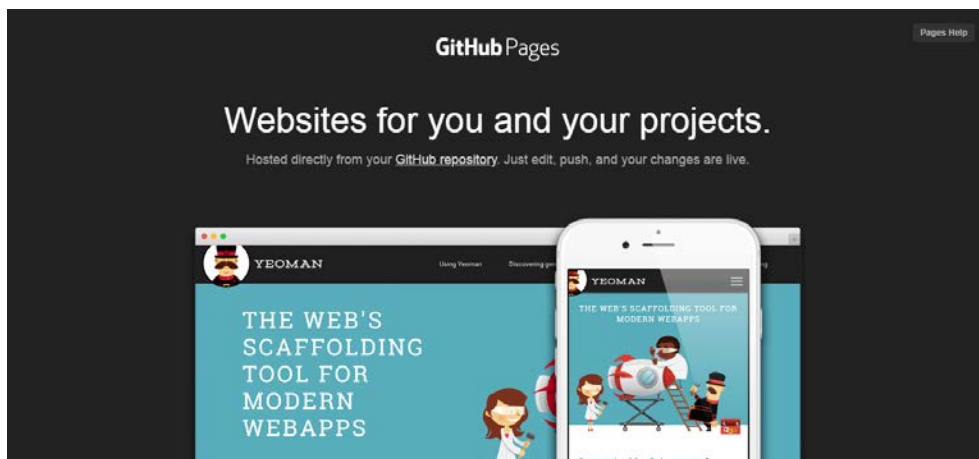 Pages Help
GitHub Pages
Websites for you and your projects.
Hosted directly from your GitHub repository. Just edit, push, and your changes are live.
YEOMAN
Using Yeoman
Discovering
THE WEB'S
SCAFFOLDING
TOOL FOR
MODERN
WEBAPPS
YEOMAN
THE WEB'S SCAFFOLDING TOOL FOR
MODERN WEBAPPS